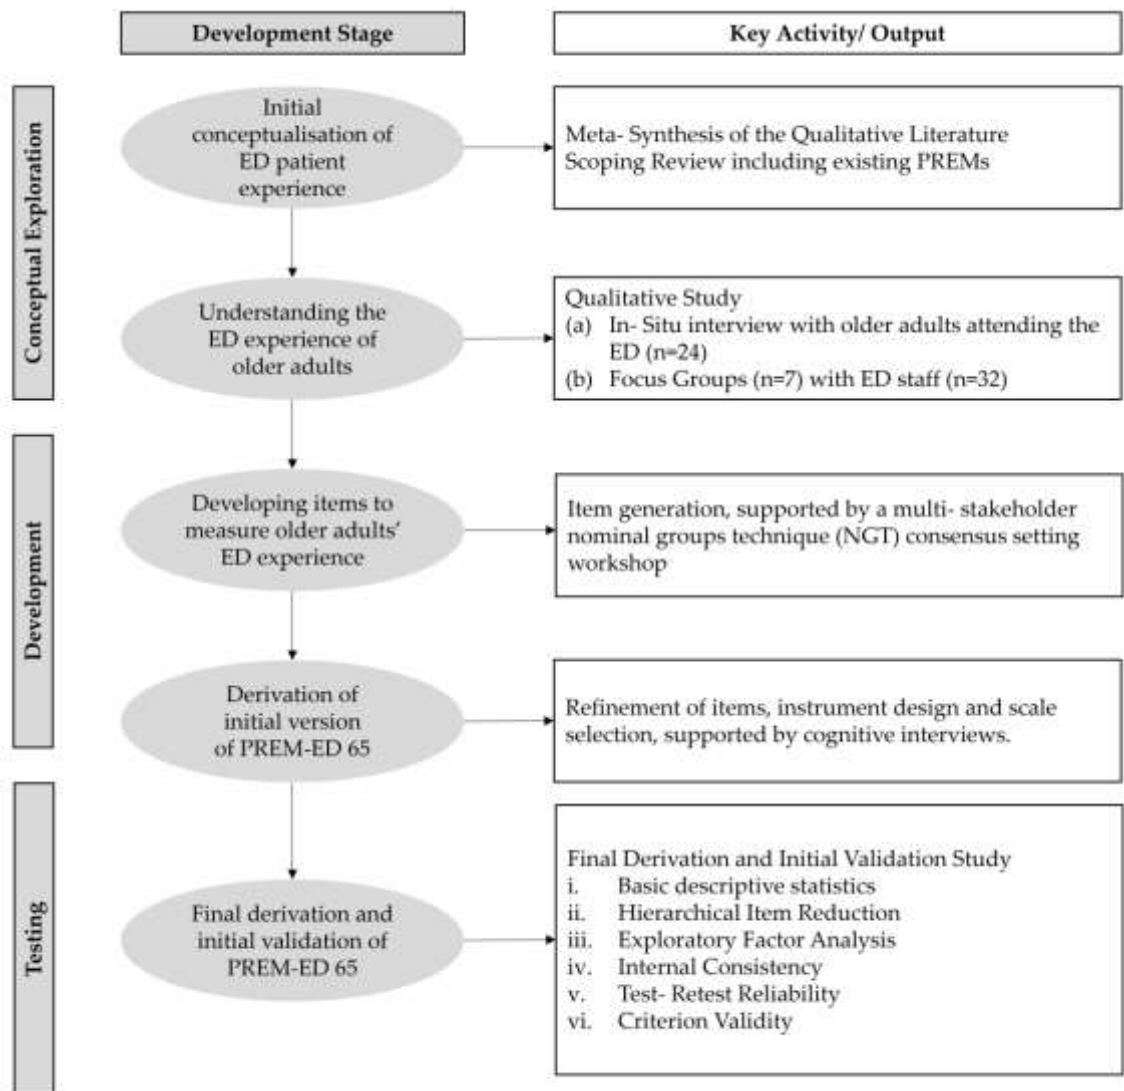 Development Stage
Key Activity/ Output
Conceptual Exploration
Initial
conceptualisation of
ED patient
experience
Meta- Synthesis of the Qualitative Literature
Scoping Review including existing PREMs
Understanding the
ED experience of
older adults
Qualitative Study
(a) In- Situ interview with older adults attending the
ED (n=24)
(b) Focus Groups (n=7) with ED staff (n=32)
Development
Developing items to
measure older adults'
ED experience
Item generation, supported by a multi- stakeholder
nominal groups technique (NGT) consensus setting
workshop
Derivation of
initial version
of PREM-ED 65
Refinement of items, instrument design and scale
selection, supported by cognitive interviews.
Testing
Final derivation and
initial validation of
PREM-ED 65
Final Derivation and Initial Validation Study
i. Basic descriptive statistics
ii. Hierarchical Item Reduction
iii. Exploratory Factor Analysis
iv. Internal Consistency
v. Test- Retest Reliability
vi. Criterion Validity